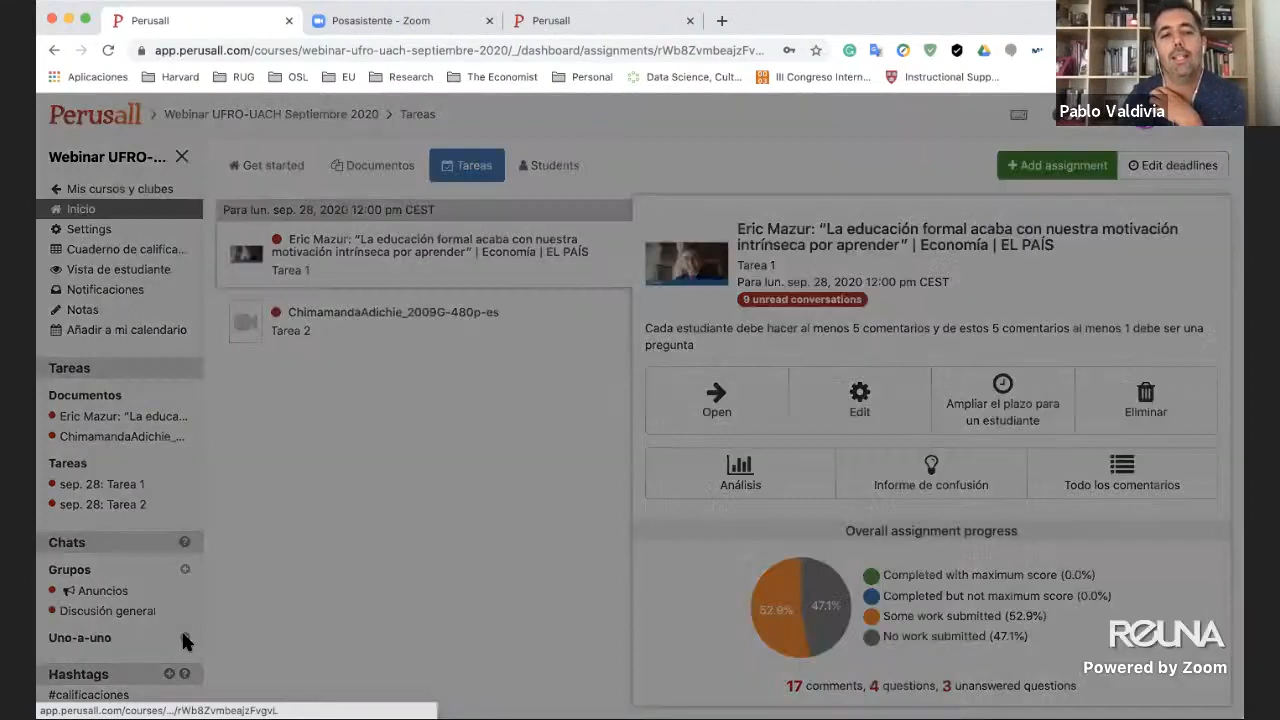 Perusall
Posasistente - Zoom
Perusall
app.perusall.com/courses/webinar-ufro-uach-septiembre-2020/_/dashboard/assignments/rWb8ZvmbeajzFv...
Aplicaciones
Harvard
RUG
OSL
EU
Research
The Economist
Personal
Data Science, Cult...
III Congreso Intern...
Instructional Supp...
Pablo Valdivia
Perusall
Webinar UFRO-UACH Septiembre 2020
Tareas
Webinar UFRO-...
Get started
Documentos
Tareas
Students
+ Add assignment
Edit deadlines
Mis cursos y clubes
Inicio
Settings
Cuaderno de califica...
Vista de estudiante
Notificaciones
Notas
Añadir a mi calendario
Tareas
Documentos
Eric Mazur: "La educa...
ChimamandaAdichie_...
Tareas
sep. 28: Tarea 1
sep. 28: Tarea 2
Chats
Grupos
Anuncios
Discusión general
Uno-a-uno
Hashtags
#calificaciones
app.perusall.com/courses/.../rWb8ZvmbeajzFvgvL
Para lun. sep. 28, 2020 12:00 pm CEST
Eric Mazur: "La educación formal acaba con nuestra
motivación intrínseca por aprender" | Economía | EL PAÍS
Tarea 1
ChimamandaAdichie_2009G-480p-es
Tarea 2
Eric Mazur: "La educación formal acaba con nuestra motivación
intrínseca por aprender" | Economía | EL PAÍS
Tarea 1
Para lun. sep. 28, 2020 12:00 pm CEST
9 unread conversations
Cada estudiante debe hacer al menos 5 comentarios y de estos 5 comentarios al menos 1 debe ser una
pregunta
Open
Edit
Ampliar el plazo para
un estudiante
Eliminar
Análisis
Informe de confusión
Todo los comentarios
Overall assignment progress
52.9%
47.1%
Completed with maximum score (0.0%)
Completed but not maximum score (0.0%)
Some work submitted (52.9%)
No work submitted (47.1%)
17 comments, 4 questions, 3 unanswered questions
REUNA
Powered by Zoom